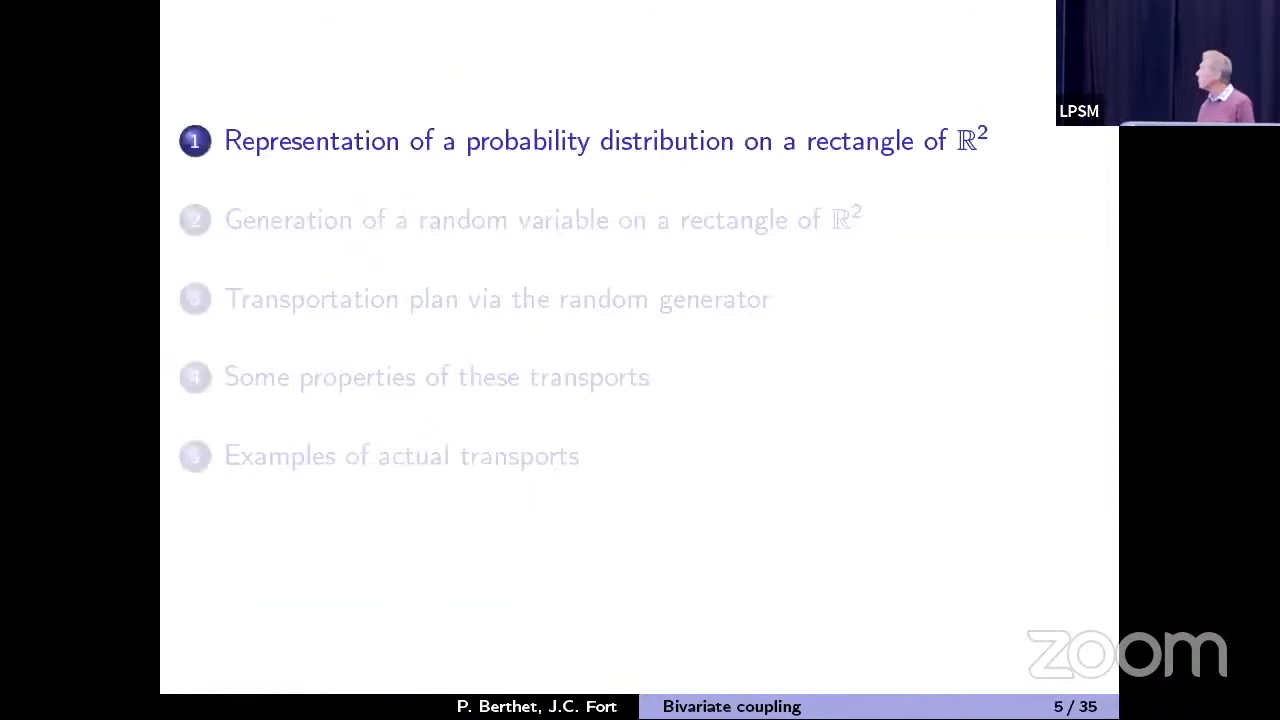 LPSM
1 Representation of a probability distribution on a rectangle of ℝ²
2 Generation of a random variable on a rectangle of ℝ²
3 Transportation plan via the random generator
4 Some properties of these transports
5 Examples of actual transports
zoom
P. Berthet, J.C. Fort Bivariate coupling 5 / 35